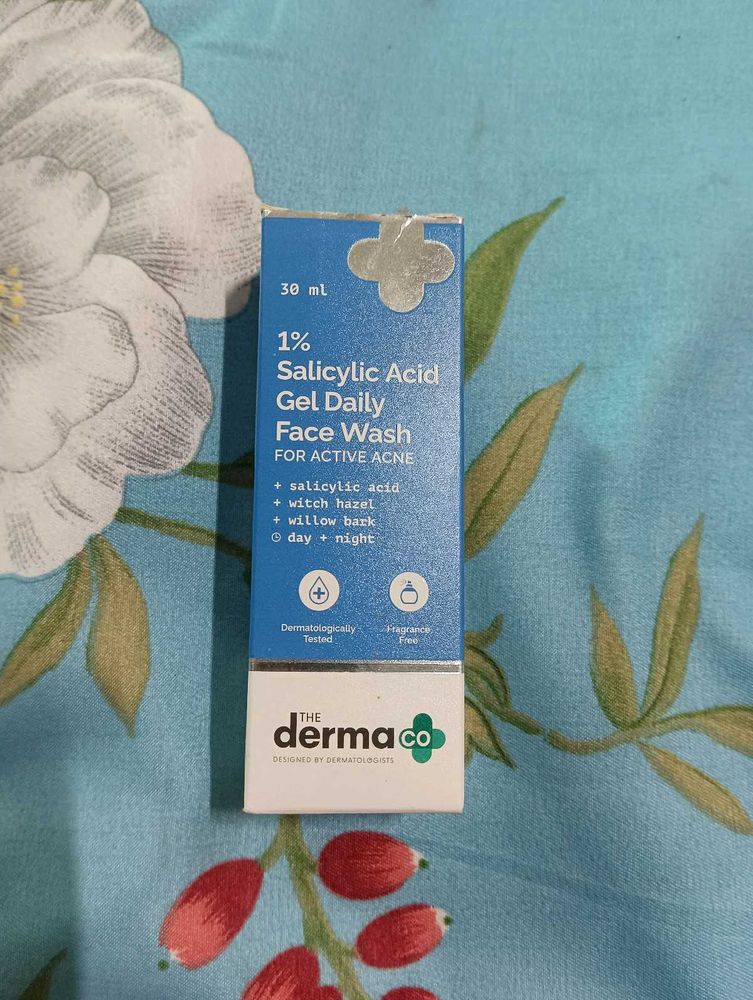 30 ml
1%
Salicylic Acid
Gel Daily
Face Wash
FOR ACTIVE ACNE
+ salicylic acid
+ witch hazel
+ willow bark
day + night
Dermatologically
Tested
Fragrance
Free
THE
derma co
DESIGNED BY DERMATOLOGISTS